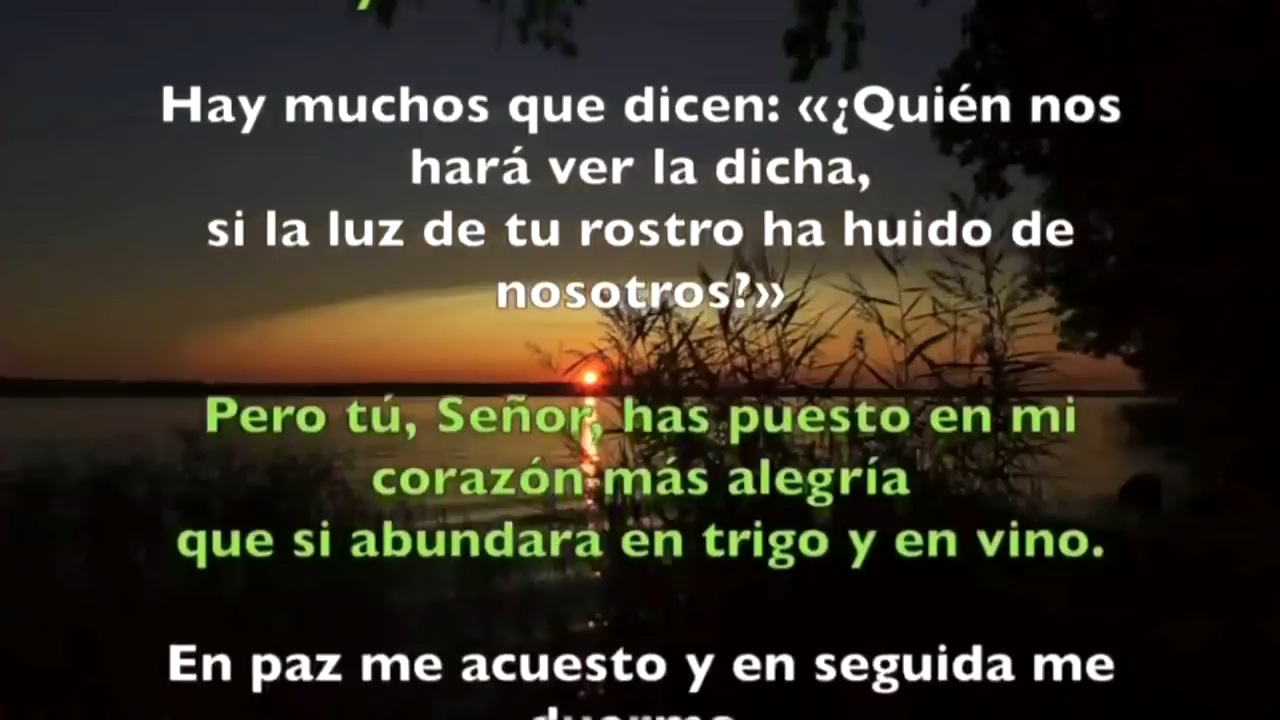 Hay muchos que dicen: «¿Quién nos
hará ver la dicha,
si la luz de tu rostro ha huido de
nosotros?»
Pero tú, Señor, has puesto en mi
corazón más alegría
que si abundara en trigo y en vino.
En paz me acuesto y en seguida me